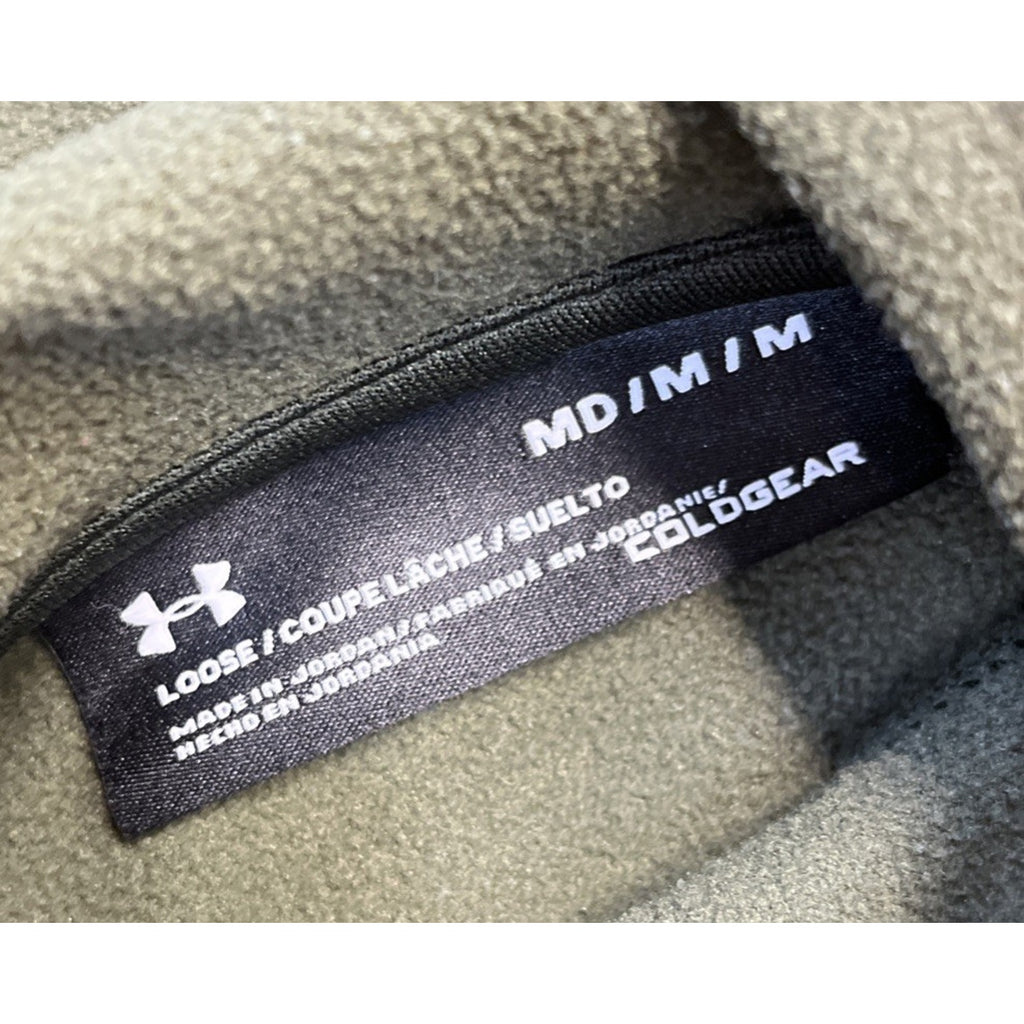 MD / M / M
LOOSE / COUPE LÂCHE / SUELTO
MADE IN JORDAN / FABRIQUÉ EN JORDANIE /
HECHO EN JORDANIA
COLDGEAR